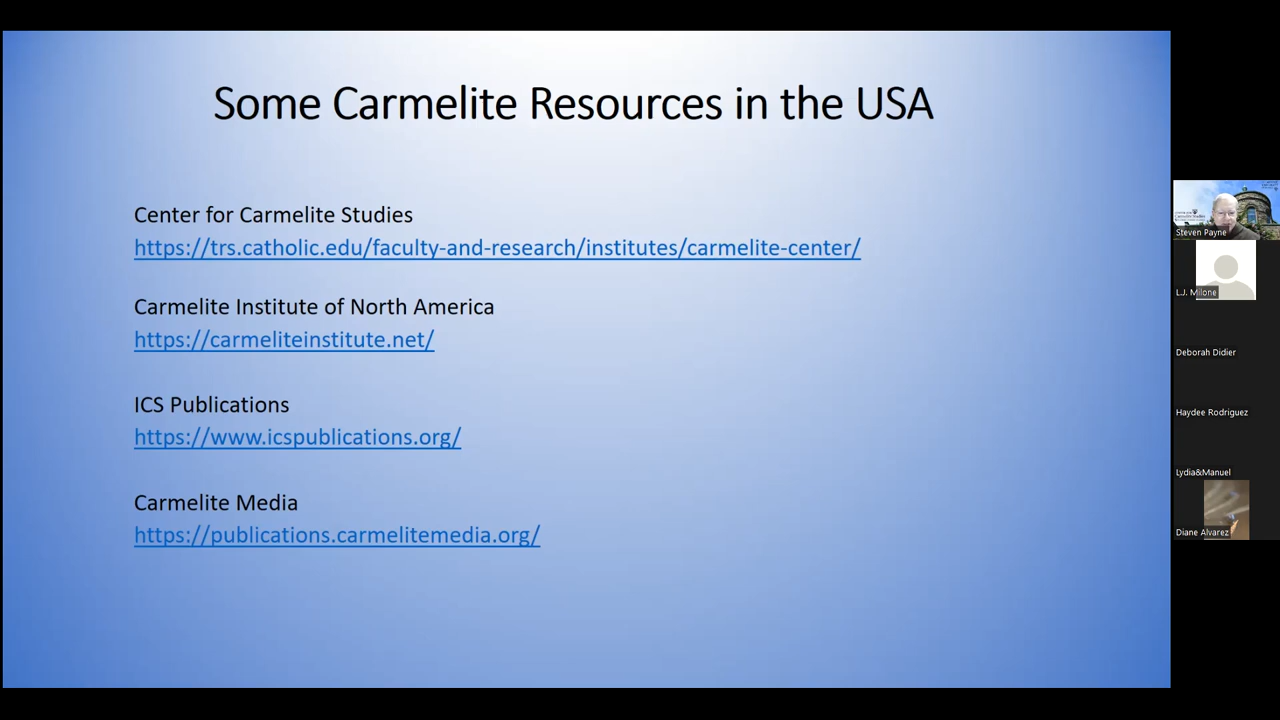 Some Carmelite Resources in the USA
Center for Carmelite Studies
https://trs.catholic.edu/faculty-and-research/institutes/carmelite-center/
Carmelite Institute of North America
https://carmeliteinstitute.net/
ICS Publications
https://www.icspublications.org/
Carmelite Media
https://publications.carmelitemedia.org/
Steven Payne
L.J. Milone
Deborah Didier
Haydee Rodriguez
Lydia&Manuel
Diane Alvarez